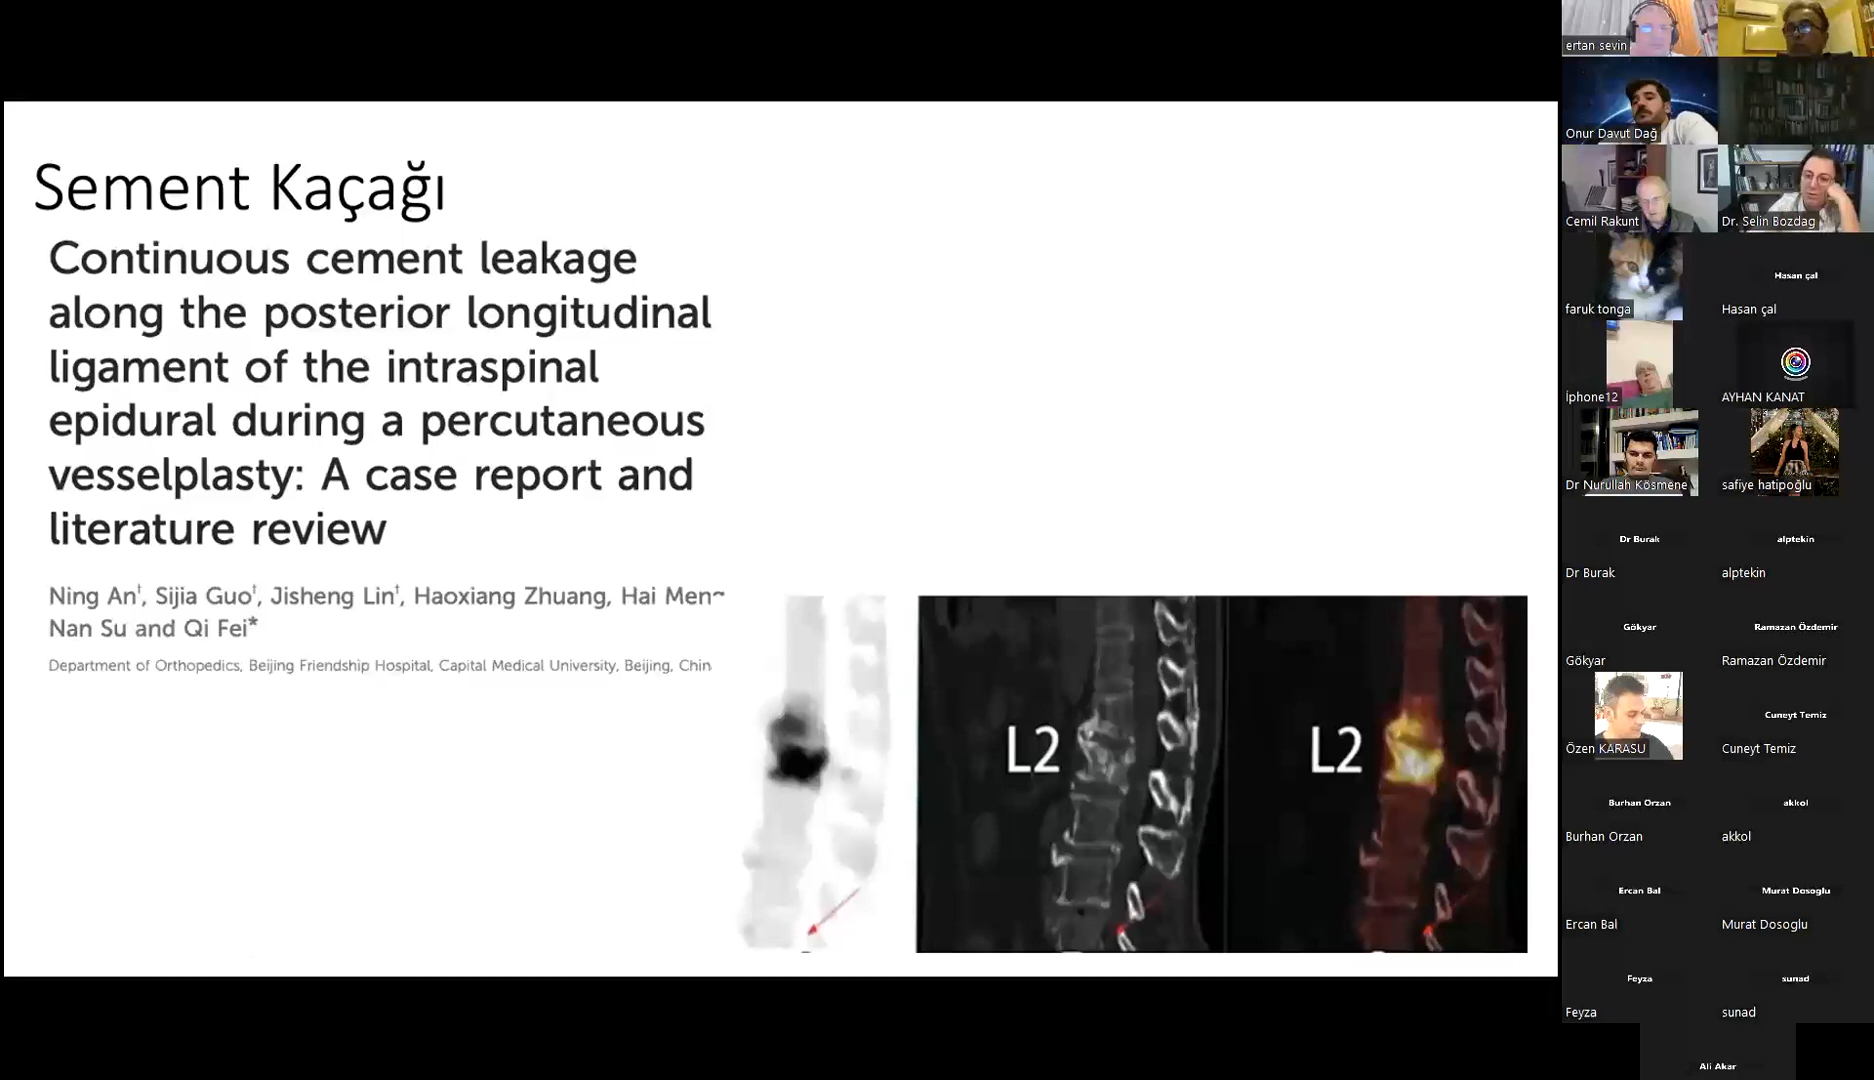 Sement Kaçağı
Continuous cement leakage
along the posterior longitudinal
ligament of the intraspinal
epidural during a percutaneous
vesselplasty: A case report and
literature review
Ning An†, Sijia Guo†, Jisheng Lin†, Haoxiang Zhuang, Hai
Nan Su and Qi Fei*
Department of Orthopedics, Beijing Friendship Hospital, Capital Medical University, Beijing, Chin
L2
L2
ertan sevin
Onur Davut Dağ
Cemil Rakunt
Dr. Selin Bozdag
faruk tonga
Hasan çal
Hasan çal
İphone12
AYHAN KANAT
Dr Nurullah Kösmene
safiye hatipoğlu
Dr Burak
alptekin
Dr Burak
alptekin
Gökyar
Ramazan Özdemir
Gökyar
Ramazan Özdemir
Cuneyt Temiz
Özen KARASU
Cuneyt Temiz
Burhan Orzan
akkol
Burhan Orzan
akkol
Ercan Bal
Murat Dosoglu
Ercan Bal
Murat Dosoglu
Feyza
sunad
Feyza
sunad
Ali Akar